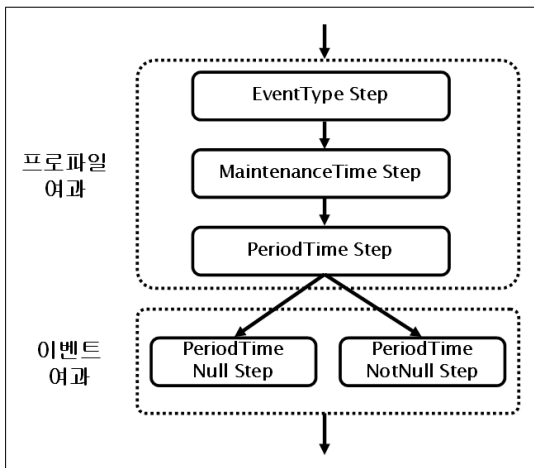 EventType Step
프로파일
여과
MaintenanceTime Step
PeriodTime Step
이벤트
여과
PeriodTime
Null Step
PeriodTime
NotNull Step